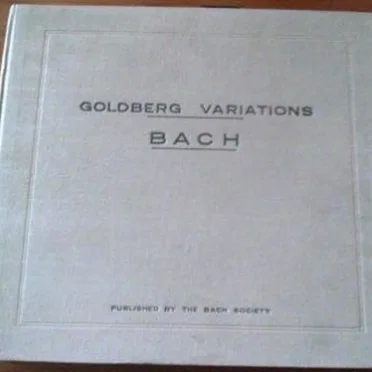 GOLDBERG VARIATIONS
BACH
PUBLISHED BY THE BACH SOCIETY